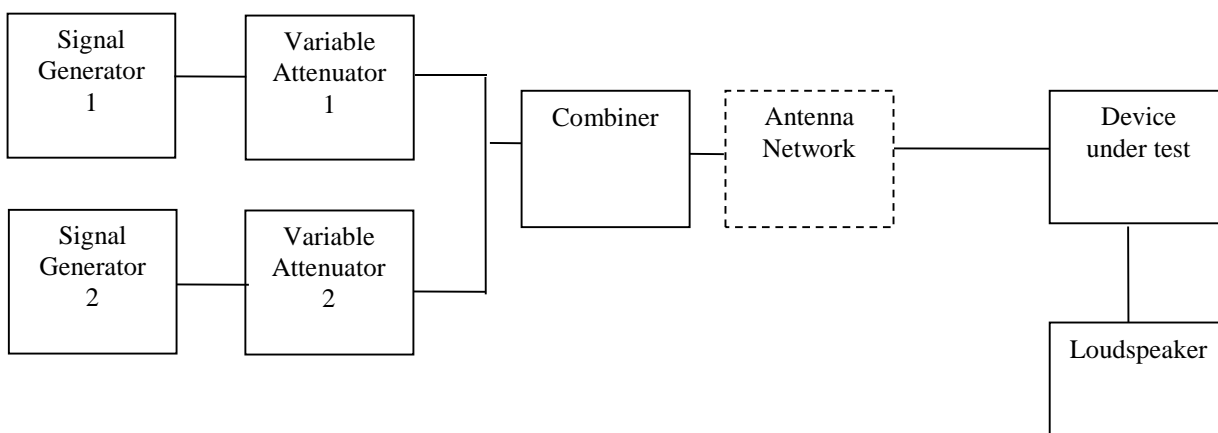 Signal
Generator
1
Variable
Attenuator
1
Combiner
Antenna
Network
Device
under test
Signal
Generator
2
Variable
Attenuator
2
Loudspeaker